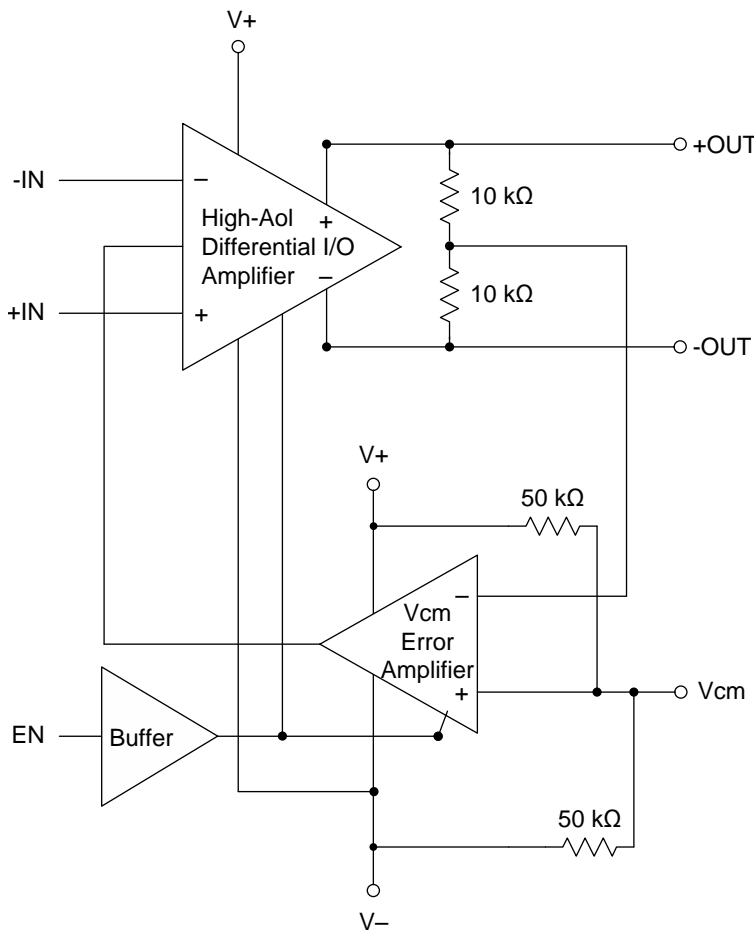 V+
+OUT
-IN
−
10 kΩ
High-Aol
Differential I/O
Amplifier
+
−
10 kΩ
+IN
+
-OUT
V+
50 kΩ
−
Vcm
Error
Amplifier
+
Vcm
EN
Buffer
50 kΩ
V–